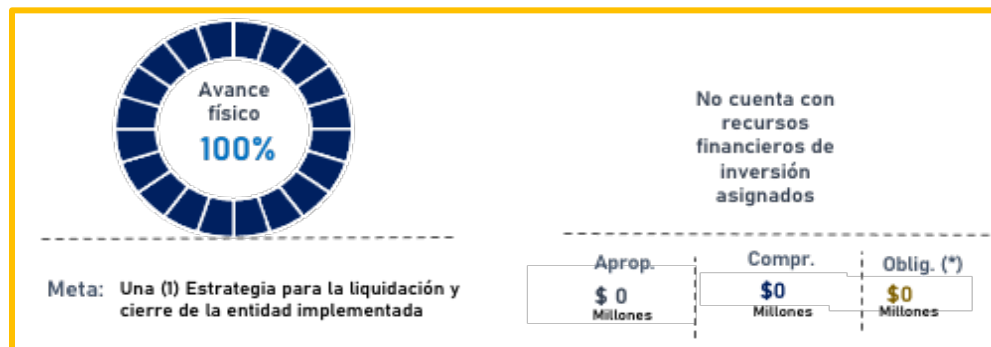 Avance
físico
100%
No cuenta con
recursos
financieros de
inversión
asignados
Meta: Una (1) Estrategia para la liquidación y
cierre de la entidad implementada
Aprop.
$ 0
Millones
Compr.
$0
Millones
Oblig. (*)
$0
Millones